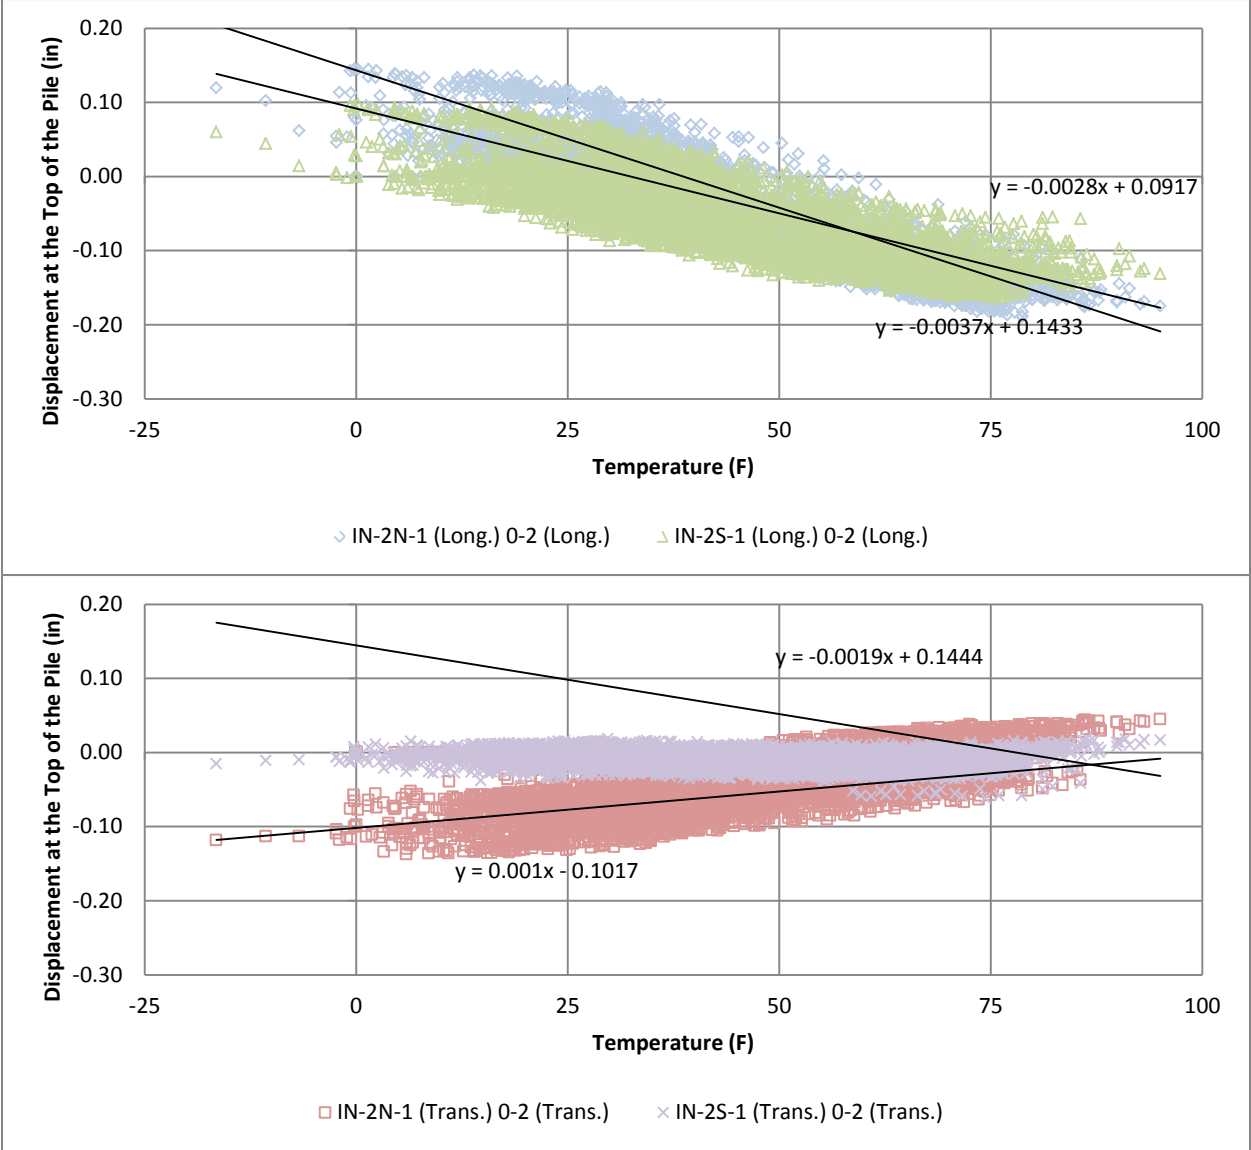 Displacement at the Top of the Pile (in)
0.20
0.10
0.00
-0.10
-0.20
-0.30
y = -0.0028x + 0.0917
y = -0.0037x + 0.1433
-25 0 25 50 75 100
Temperature (F)
IN-2N-1 (Long.) 0-2 (Long.) IN-2S-1 (Long.) 0-2 (Long.)
Displacement at the Top of the Pile (in)
0.20
0.10
0.00
-0.10
-0.20
-0.30
y = -0.0019x + 0.1444
y = 0.001x - 0.1017
-25 0 25 50 75 100
Temperature (F)
IN-2N-1 (Trans.) 0-2 (Trans.) IN-2S-1 (Trans.) 0-2 (Trans.)